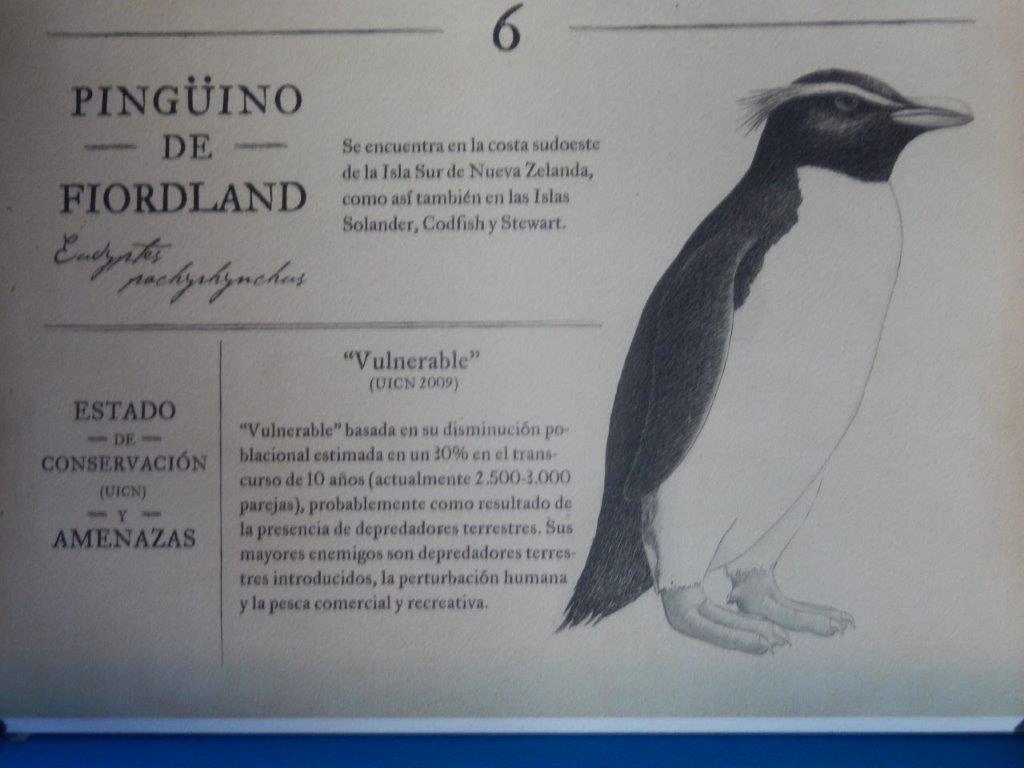 6
PINGÜINO
DE
FIORDLAND
Eudyptes
pachyrhynchus
Se encuentra en la costa sudoeste
de la Isla Sur de Nueva Zelanda,
como así también en las Islas
Solander, Codfish y Stewart.
ESTADO
DE
CONSERVACIÓN
(UICN)
Y
AMENAZAS
“Vulnerable”
(UICN 2009)
“Vulnerable” basada en su disminución po-
blacional estimada en un 30% en el trans-
curso de 10 años (actualmente 2.500-3.000
parejas), probablemente como resultado de
la presencia de depredadores terrestres. Sus
mayores enemigos son depredadores terres-
tres introducidos, la perturbación humana
y la pesca comercial y recreativa.